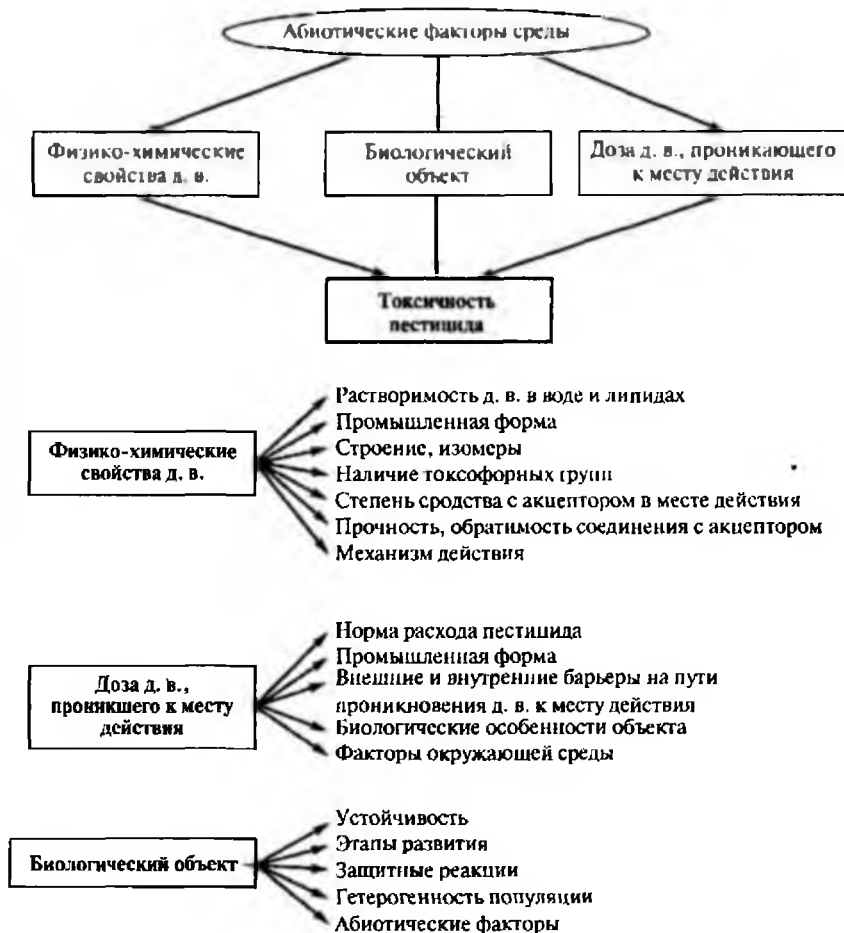 Абиотические факторы среды
Физико-химические
свойства д. в.
Биологический
объект
Доза д. в., проникающего
к месту действия
Токсичность
пестицида
Физико-химические
свойства д. в.
Растворимость д. в. в воде и липидах
Промышленная форма
Строение, изомеры
Наличие токсофорных групп
Степень сродства с акцептором в месте действия
Прочность, обратимость соединения с акцептором
Механизм действия
Доза д. в.,
проникшего к месту
действия
Норма расхода пестицида
Промышленная форма
Внешние и внутренние барьеры на пути
проникновения д. в. к месту действия
Биологические особенности объекта
Факторы окружающей среды
Биологический объект
Устойчивость
Этапы развития
Защитные реакции
Гетерогенность популяции
Абиотические факторы